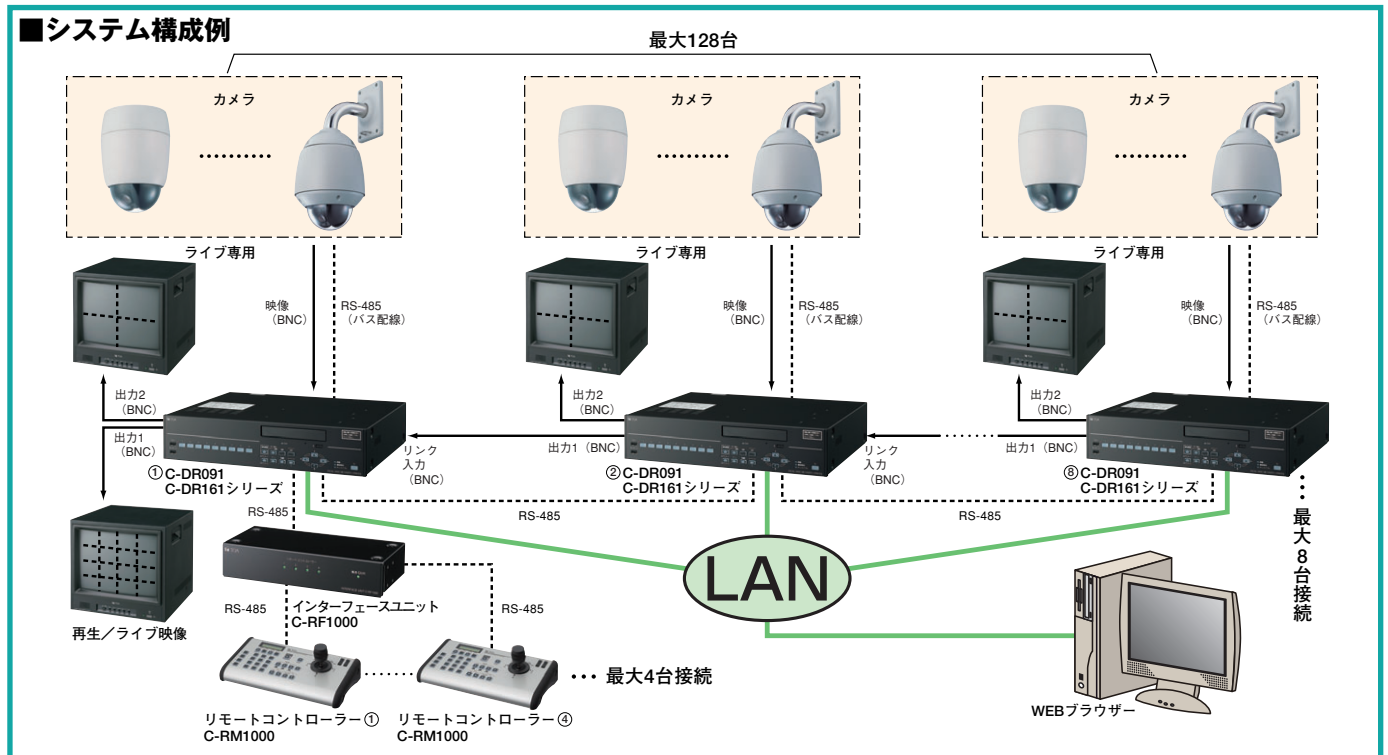 ■システム構成例
最大128台
カメラ
カメラ
カメラ
ライブ専用
ライブ専用
ライブ専用
映像
(BNC)
RS-485
(バス配線)
映像
(BNC)
RS-485
(バス配線)
映像
(BNC)
RS-485
(バス配線)
出力2
(BNC)
出力2
(BNC)
出力2
(BNC)
出力1
(BNC)
リンク
入力
(BNC)
出力1(BNC)
リンク
入力
(BNC)
出力1(BNC)
①C-DR091
C-DR161シリーズ
②C-DR091
C-DR161シリーズ
⑧C-DR091
C-DR161シリーズ
RS-485
RS-485
RS-485
最大8台接続
LAN
RS-485
インターフェースユニット
C-RF1000
RS-485
再生/ライブ映像
… 最大4台接続
リモートコントローラー①
C-RM1000
リモートコントローラー④
C-RM1000
WEBブラウザー